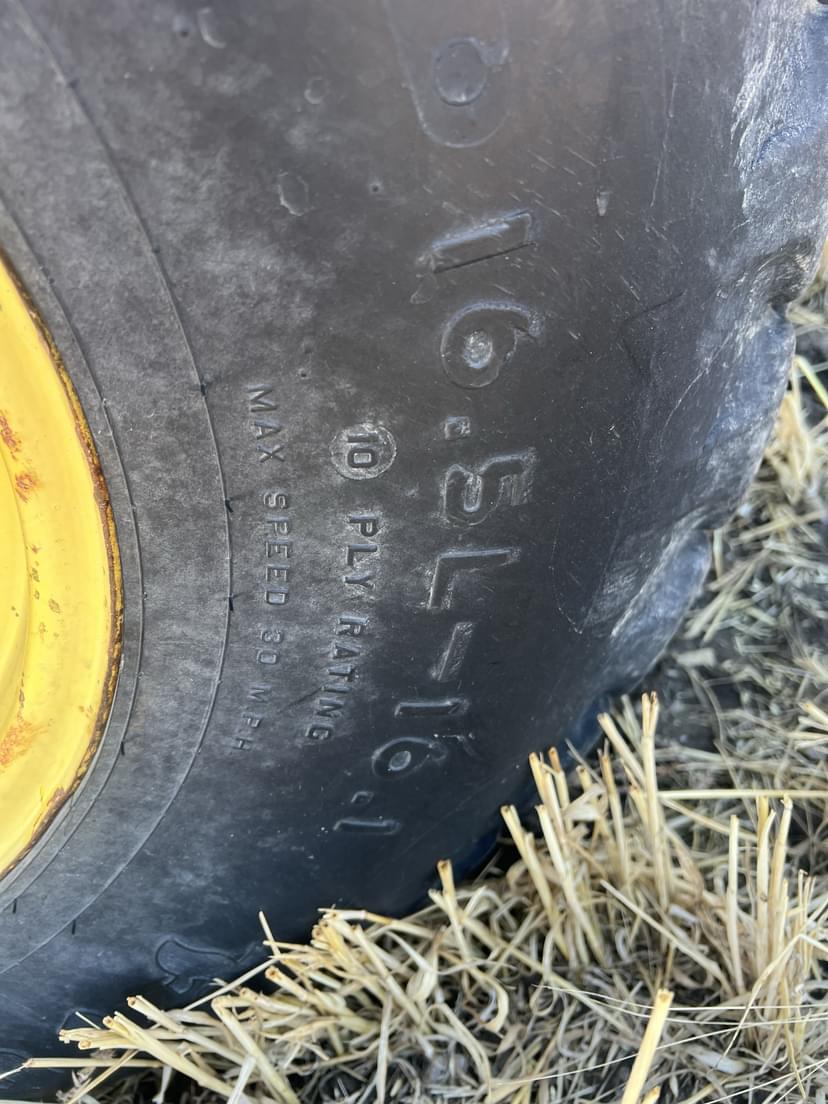 16.5L-16.1
10 PLY RATING
MAX SPEED 30 MPH